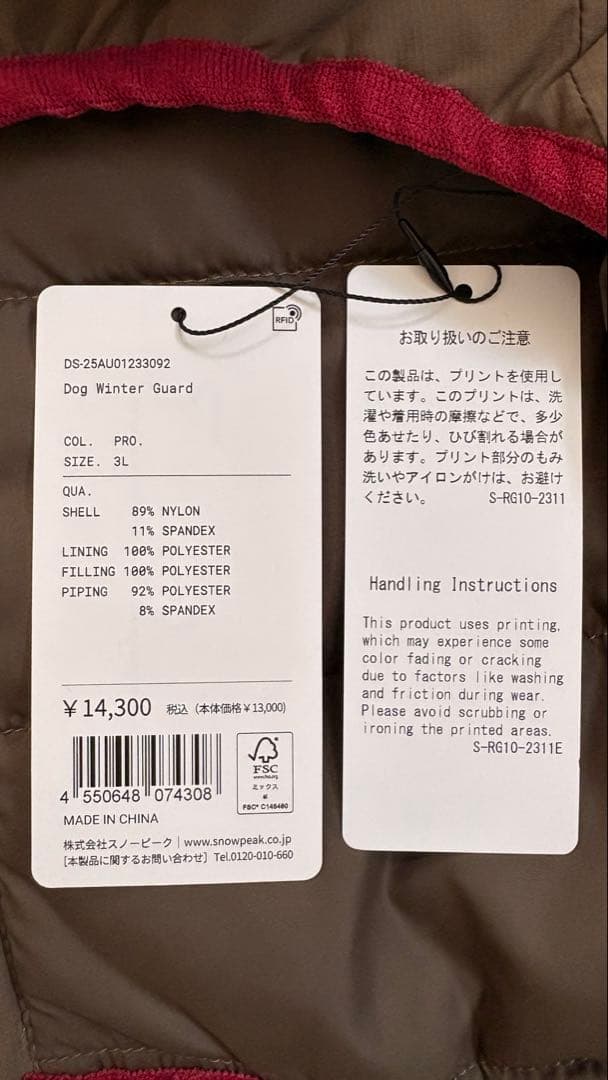 RFID
DS-25AU01233092
Dog Winter Guard
COL. PRO.
SIZE. 3L
QUA.
SHELL 89% NYLON
11% SPANDEX
LINING 100% POLYESTER
FILLING 100% POLYESTER
PIPING 92% POLYESTER
8% SPANDEX
¥14,300 税込（本体価格¥13,000）
4 550648 074308
FSC
www.fsc.org
ミックス
紙
FSC® C148480
MADE IN CHINA
株式会社スノーピーク│www.snowpeak.co.jp
[本製品に関するお問い合わせ] Tel.0120-010-660
お取り扱いのご注意
この製品は、プリントを使用し
ています。このプリントは、洗
濯や着用時の摩擦などで、多少
色あせたり、ひび割れる場合が
あります。プリント部分のもみ
洗いやアイロンがけは、お避け
ください。 S-RG10-2311
Handling Instructions
This product uses printing,
which may experience some
color fading or cracking
due to factors like washing
and friction during wear.
Please avoid scrubbing or
ironing the printed areas.
S-RG10-2311E